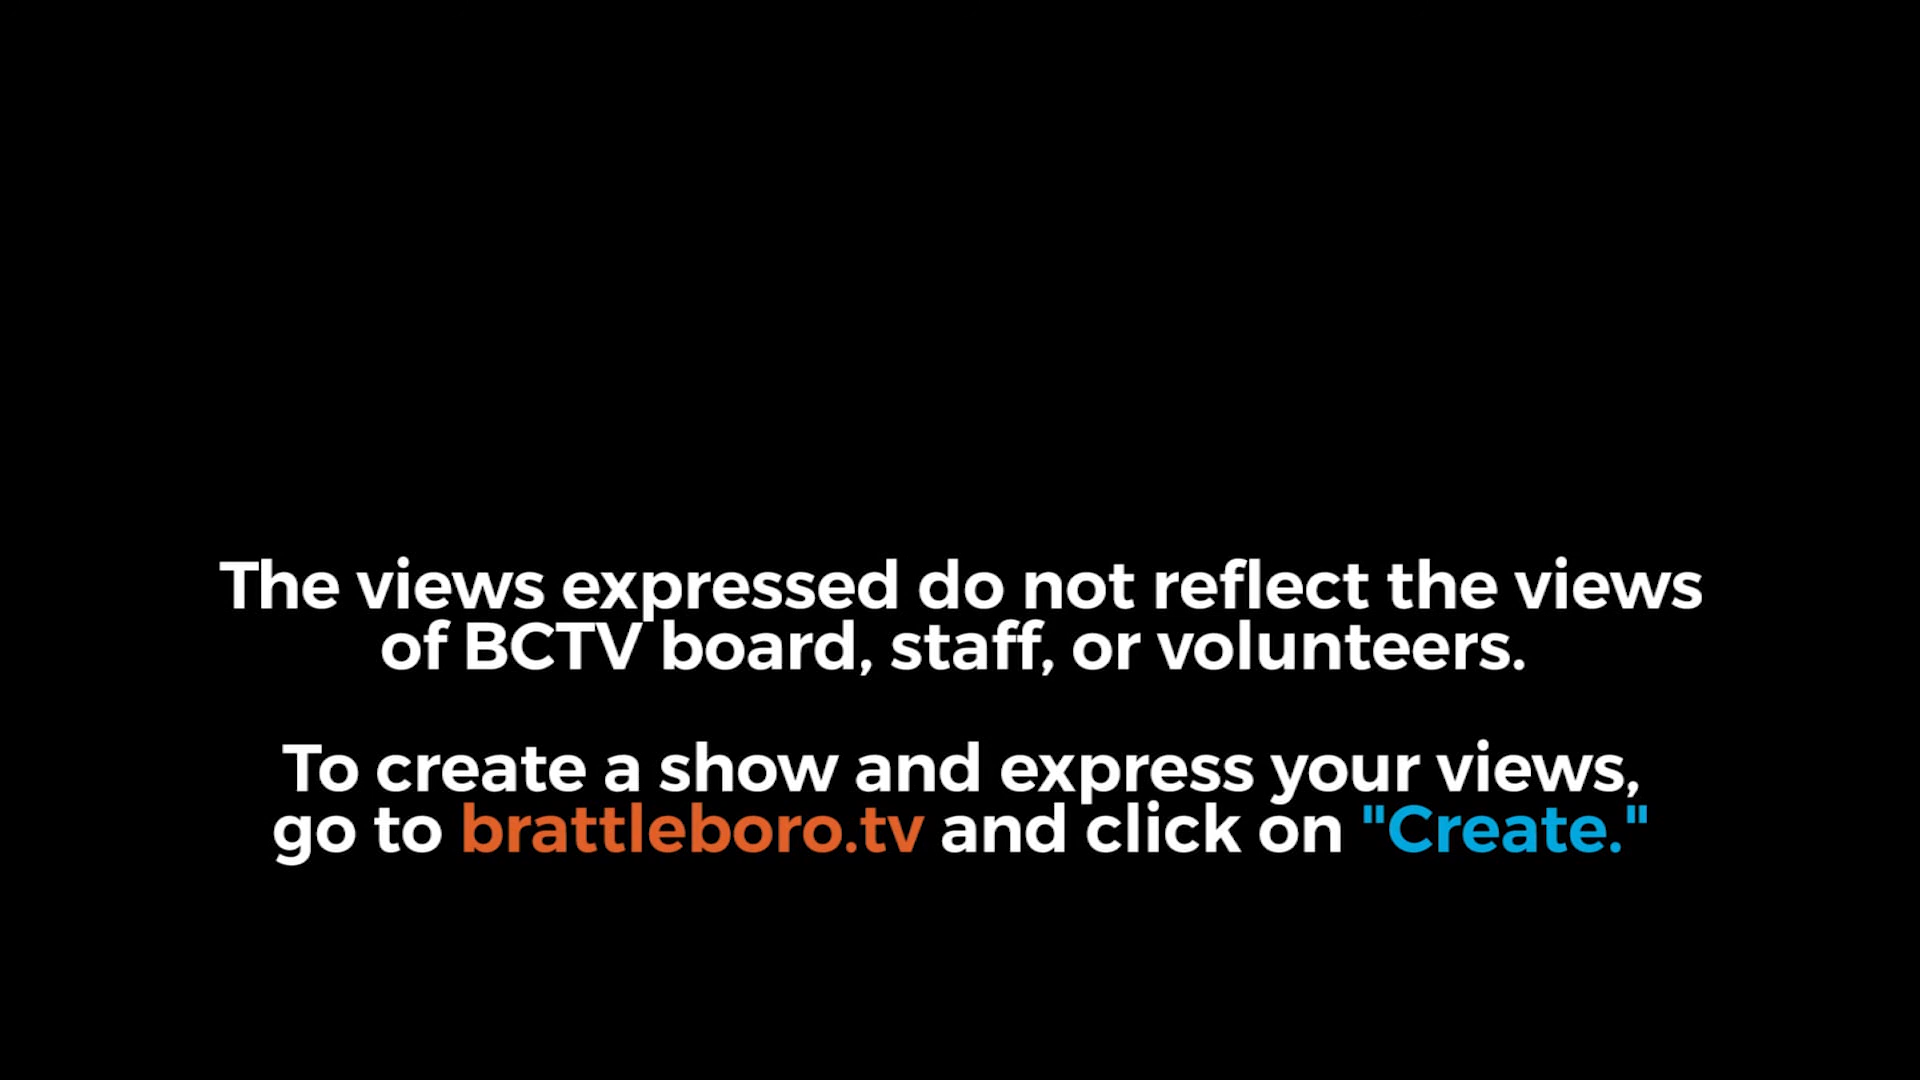 The views expressed do not reflect the views
of BCTV board, staff, or volunteers.
To create a show and express your views,
go to brattleboro.tv and click on "Create."